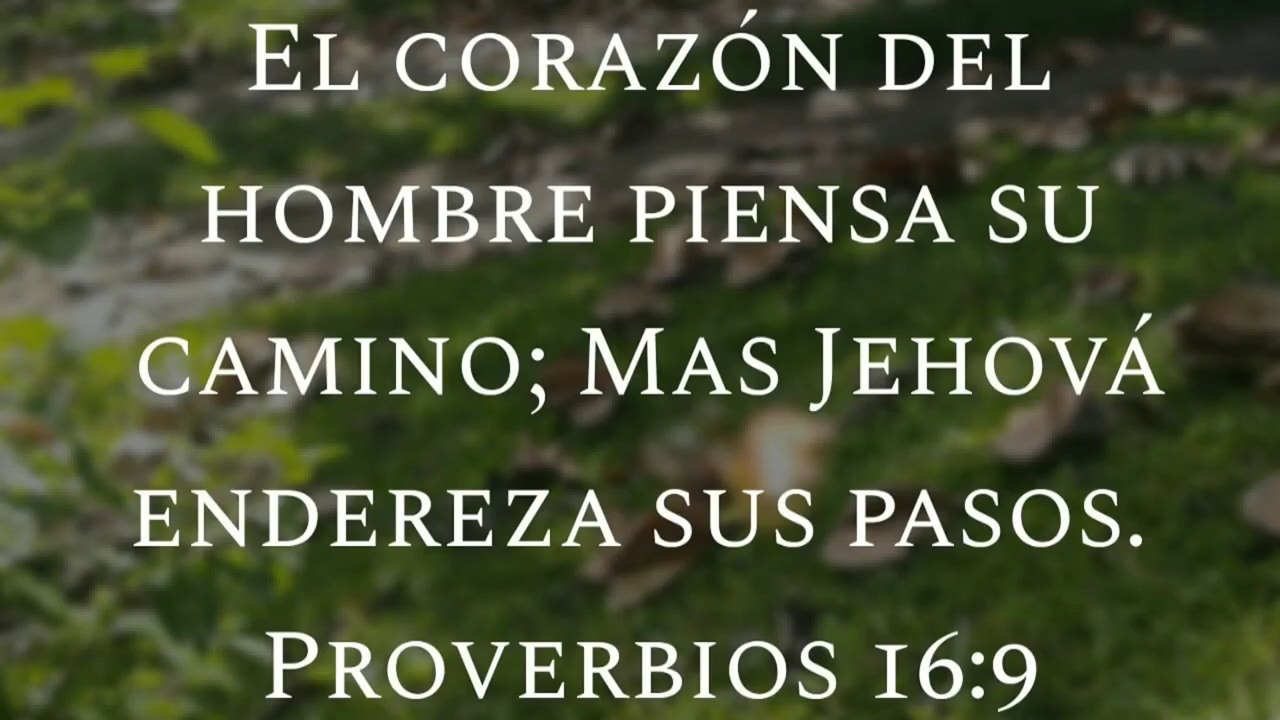 El corazón del
hombre piensa su
camino; Mas Jehová
endereza sus pasos.
Proverbios 16:9